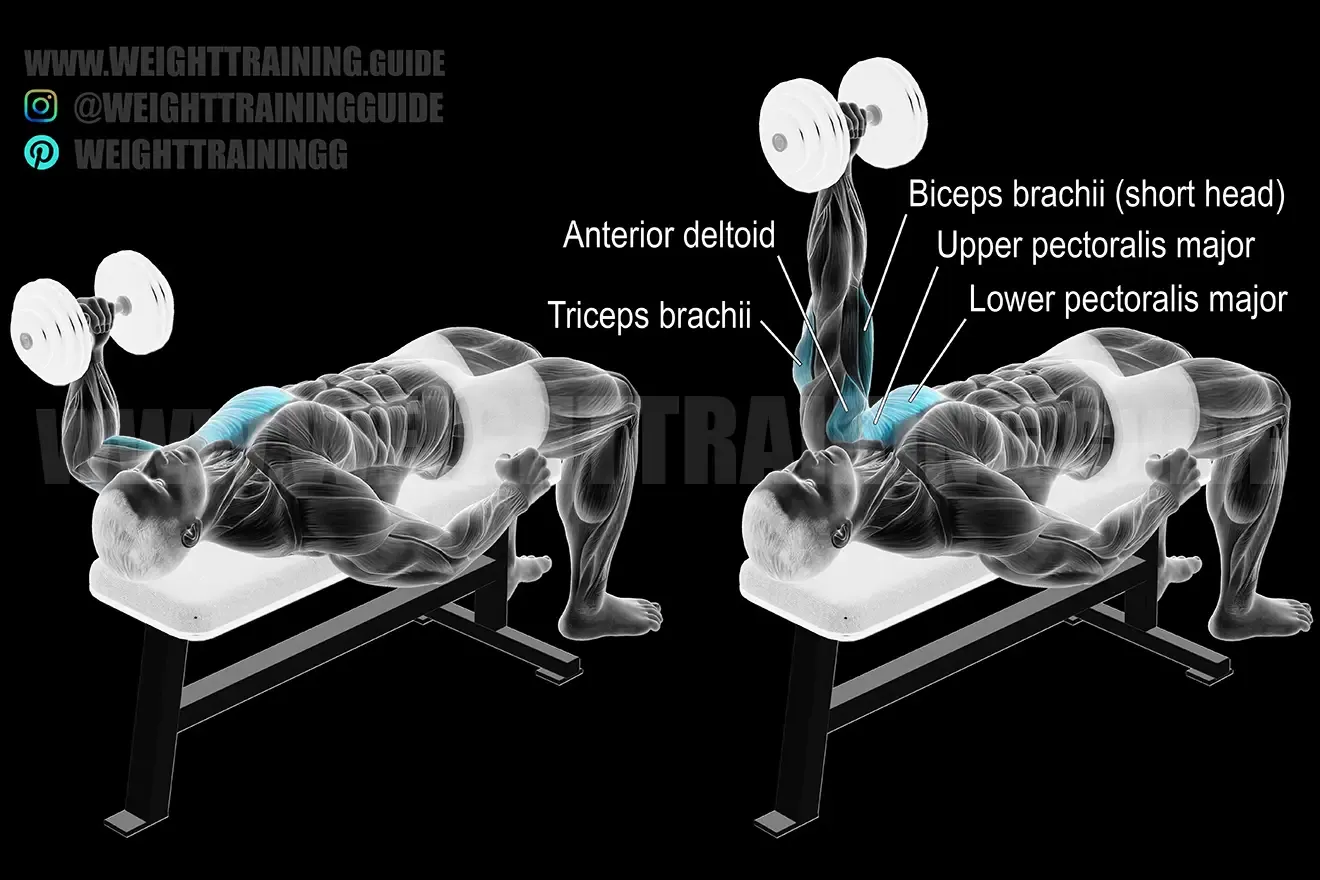 WWW.WEIGHTTRAINING.GUIDE
@WEIGHTTRAININGGUIDE
WEIGHTTRAININGG
Biceps brachii (short head)
Anterior deltoid
Upper pectoralis major
Lower pectoralis major
Triceps brachii
WWW.WEIGHTTRAINING.GUIDE